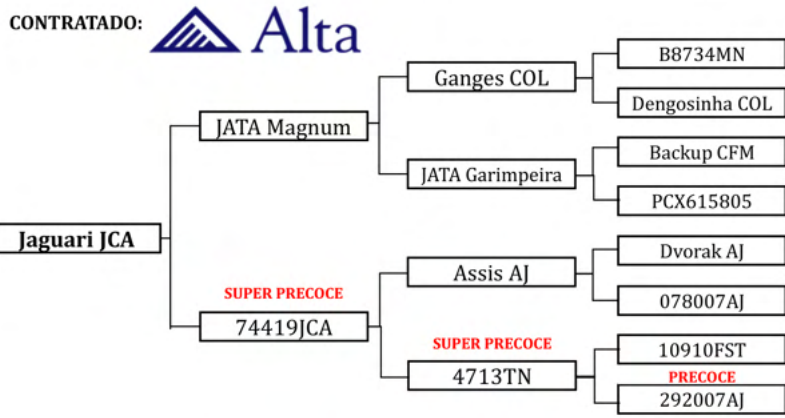 CONTRATADO:
Alta
B8734MN
Ganges COL
Dengosinha COL
JATA Magnum
Backup CFM
JATA Garimpeira
PCX615805
Jaguari JCA
Dvorak AJ
Assis AJ
SUPER PRECOCE
078007AJ
74419JCA
SUPER PRECOCE
10910FST
4713TN
PRECOCE
292007AJ